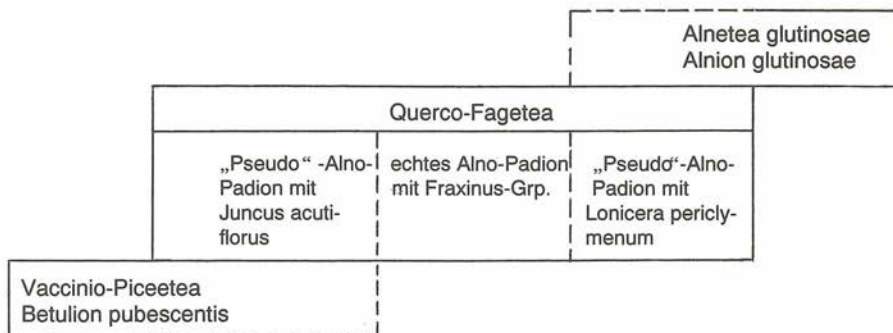 Alnetea glutinosae
Alnion glutinosae
Querco-Fagetea
„Pseudo“ -Alno-
Padion mit
Juncus acuti-
florus
echtes Alno-Padion
mit Fraxinus-Grp.
„Pseudo“-Alno-
Padion mit
Lonicera pericly-
menum
Vaccinio-Piceetea
Betulion pubescentis